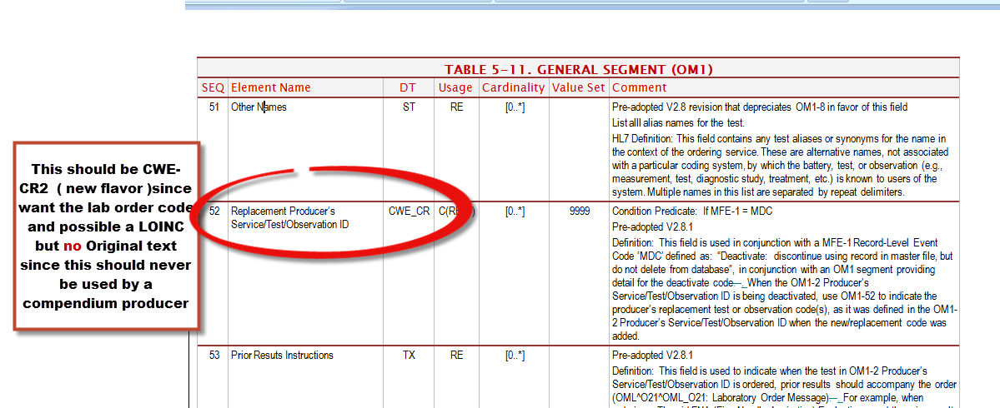 TABLE 5-11. GENERAL SEGMENT (OM1)
SEQ Element Name DT Usage Cardinality Value Set Comment
51 Other Names ST RE [0..*] Pre-adopted V2.8 revision that depreciates OM1-8 in favor of this field
List alll alias names for the test.
HL7 Definition: This field contains any test aliases or synonyms for the name in
the context of the ordering service. These are alternative names, not associated
with a particular coding system, by which the battery, test, or observation (e.g.,
measurement, test, diagnostic study, treatment, etc.) is known to users of the
system. Multiple names in this list are separated by repeat delimiters.
This should be CWE-
CR2 ( new flavor )since
want the lab order code
and possible a LOINC
but no Original text
since this should never
be used by a
compendium producer
52 Replacement Producer's CWE_CR [0..*] 9999 Condition Predicate: If MFE-1 = MDC
Service/Test/Observation ID
Pre-adopted V2.8.1
Definition: This field is used in conjunction with a MFE-1 Record-Level Event
Code 'MDC' defined as: "Deactivate: discontinue using record in master file, but
do not delete from database", in conjunction with an OM1 segment providing
detail for the deactivate code—_When the OM1-2 Producer's
Service/Test/Observation ID is being deactivated, use OM1-52 to indicate the
producer's replacement test or observation code(s), as it was defined in the OM1-
2 Producer's Service/Test/Observation ID when the new/replacement code was
added.
53 Prior Resuts Instructions TX RE [0..*] Pre-adopted V2.8.1
Definition: This field is used to indicate when the test in OM1-2 Producer's
Service/Test/Observation ID is ordered, prior results should accompany the order
(OML^O21^OML_O21: Laboratory Order Message)—_For example, when